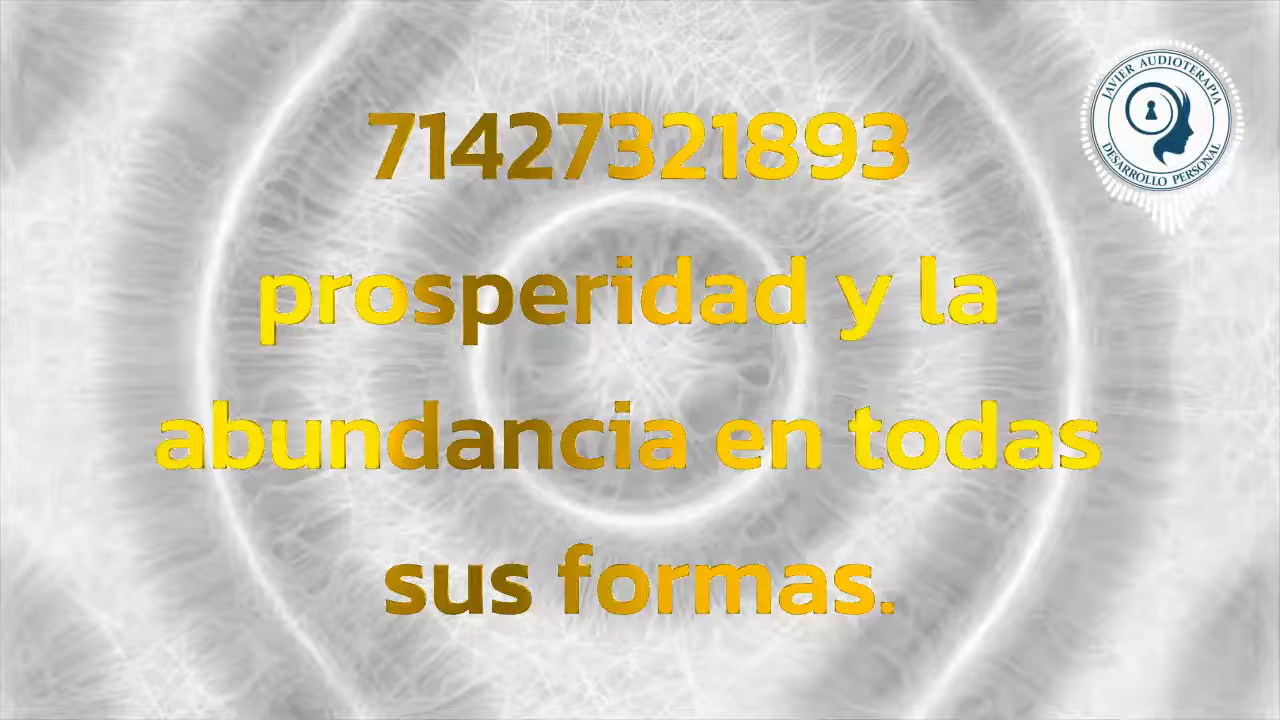 71427321893
prosperidad y la
abundancia en todas
sus formas.
JAVIER AUDIOTERAPIA
DESARROLLO PERSONAL